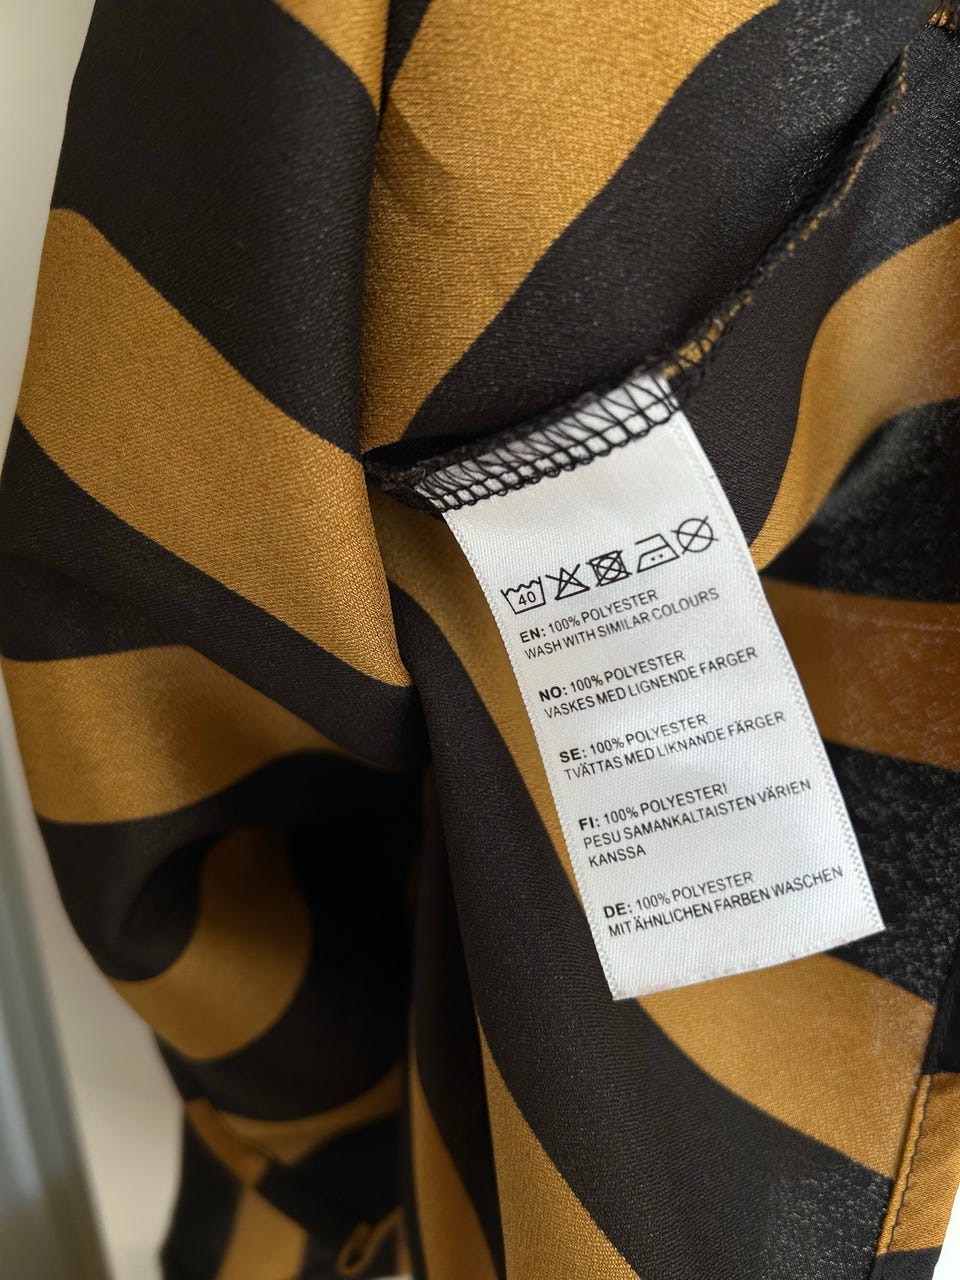 40
EN: 100% POLYESTER
WASH WITH SIMILAR COLOURS
NO: 100% POLYESTER
VASKES MED LIGNENDE FARGER
SE: 100% POLYESTER
TVÄTTAS MED LIKNANDE FÄRGER
FI: 100% POLYESTERI
PESU SAMANKALTAISTEN VÄRIEN
KANSSA
DE: 100% POLYESTER
MIT ÄHNLICHEN FARBEN WASCHEN